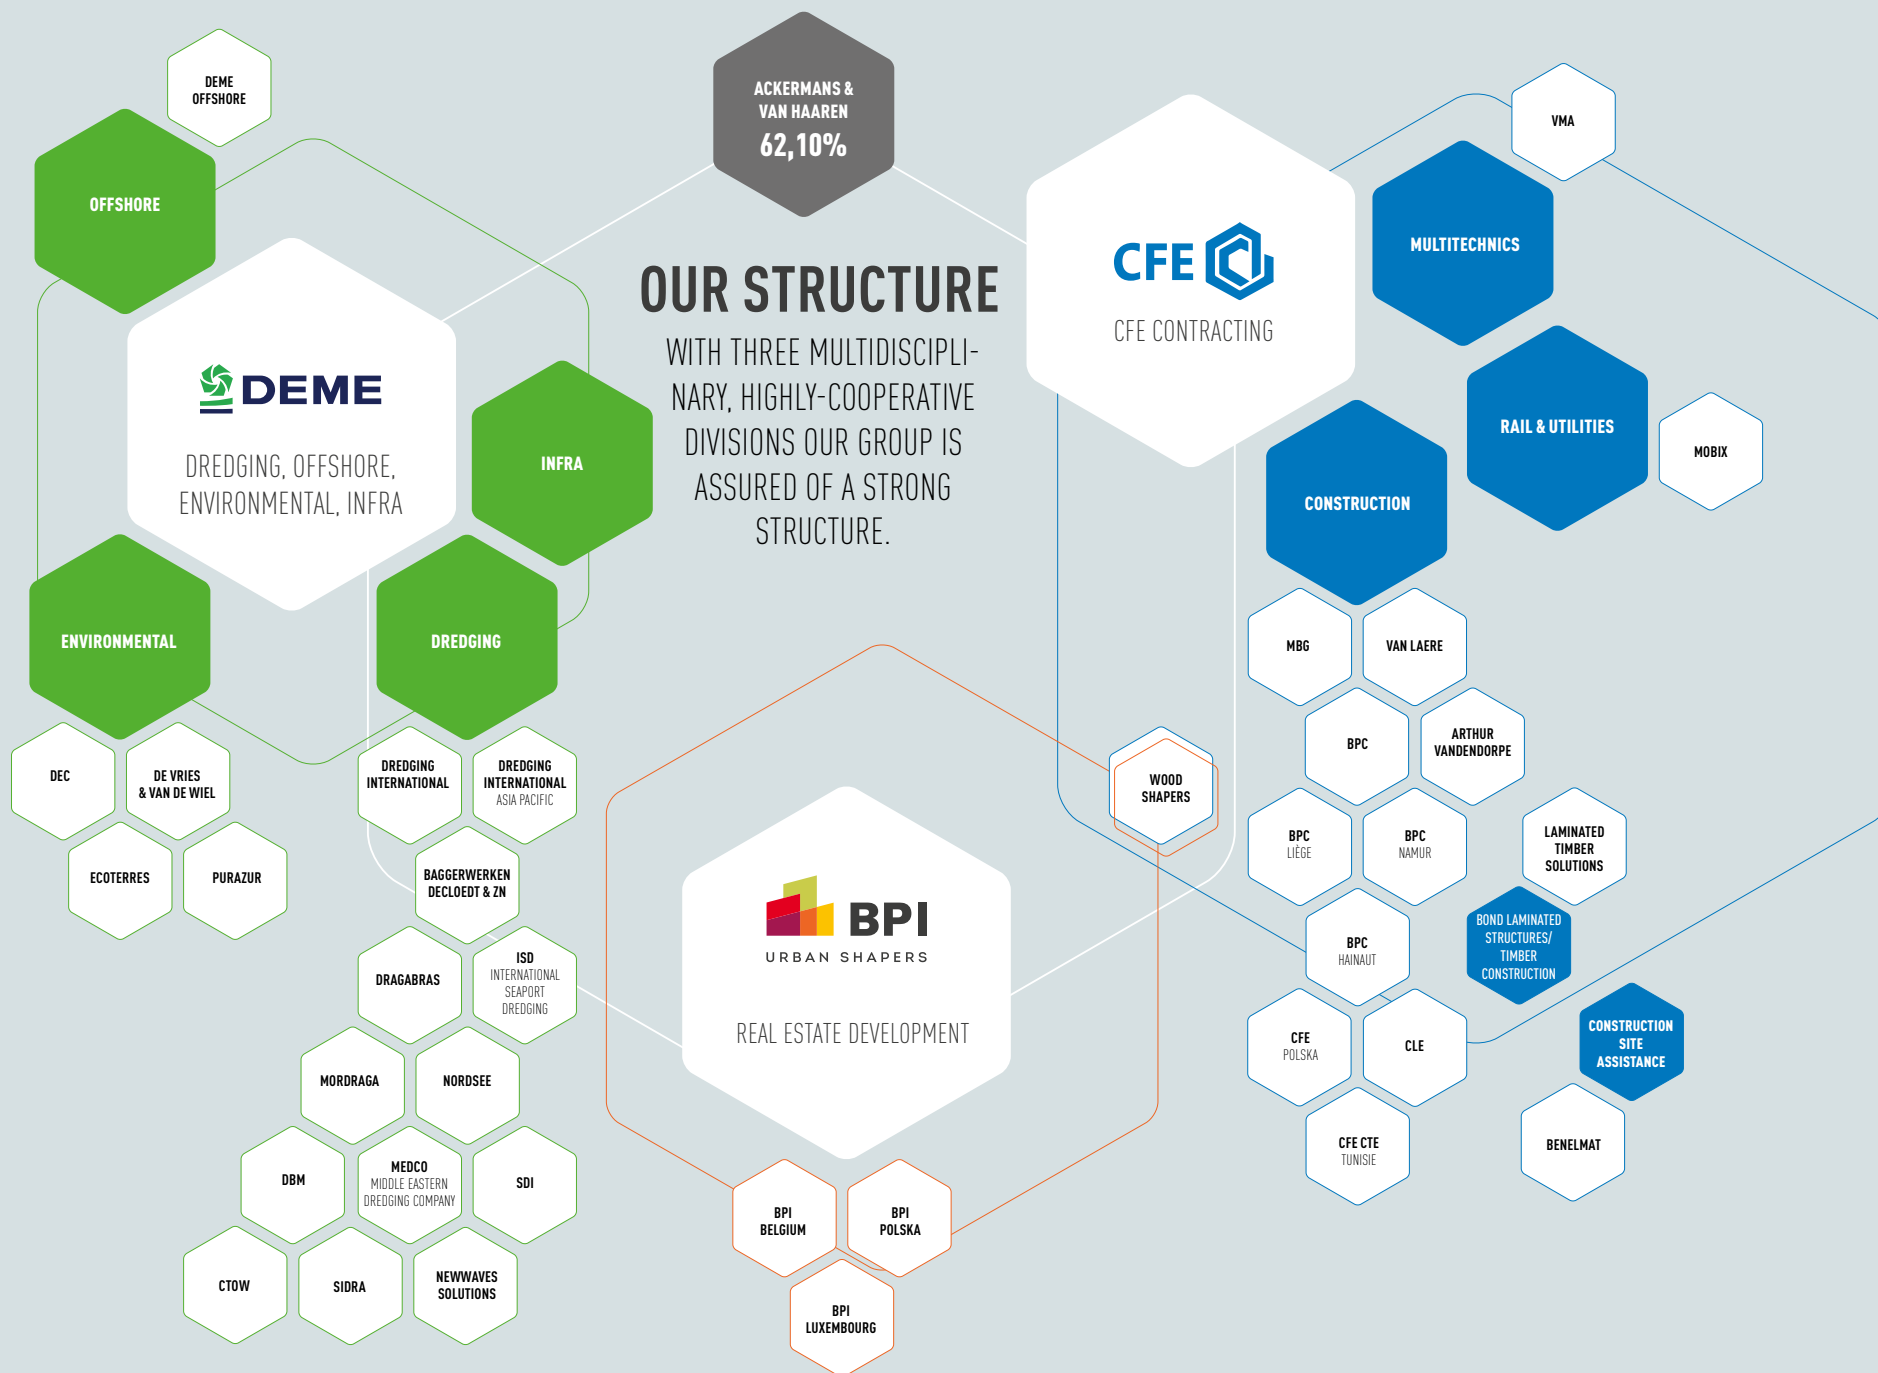 ACKERMANS &
VAN HAAREN
62,10%
OUR STRUCTURE
WITH THREE MULTIDISCIPLI-
NARY, HIGHLY-COOPERATIVE
DIVISIONS OUR GROUP IS
ASSURED OF A STRONG
STRUCTURE.
DEME
OFFSHORE
OFFSHORE
DEME
DREDGING, OFFSHORE,
ENVIRONMENTAL, INFRA
INFRA
ENVIRONMENTAL
DREDGING
DEC
DE VRIES
& VAN DE WIEL
ECOTERRES
PURAZUR
DREDGING
INTERNATIONAL
DREDGING
INTERNATIONAL
ASIA PACIFIC
BAGGERWERKEN
DECLOEDT & ZN
DRAGABRAS
ISD
INTERNATIONAL
SEAPORT
DREDGING
MORDRAGA
NORDSEE
DBM
MEDCO
MIDDLE EASTERN
DREDGING COMPANY
SDI
CTOW
SIDRA
NEWWAVES
SOLUTIONS
BPI
URBAN SHAPERS
REAL ESTATE DEVELOPMENT
WOOD
SHAPERS
BPI
BELGIUM
BPI
POLSKA
BPI
LUXEMBOURG
CFE
CFE CONTRACTING
VMA
MULTITECHNICS
RAIL & UTILITIES
MOBIX
CONSTRUCTION
MBG
VAN LAERE
BPC
ARTHUR
VANDENDORPE
BPC
LIÈGE
BPC
NAMUR
LAMINATED
TIMBER
SOLUTIONS
BPC
HAINAUT
BOND LAMINATED
STRUCTURES/
TIMBER
CONSTRUCTION
CFE
POLSKA
CLE
CONSTRUCTION
SITE
ASSISTANCE
CFE CTE
TUNISIE
BENELMAT